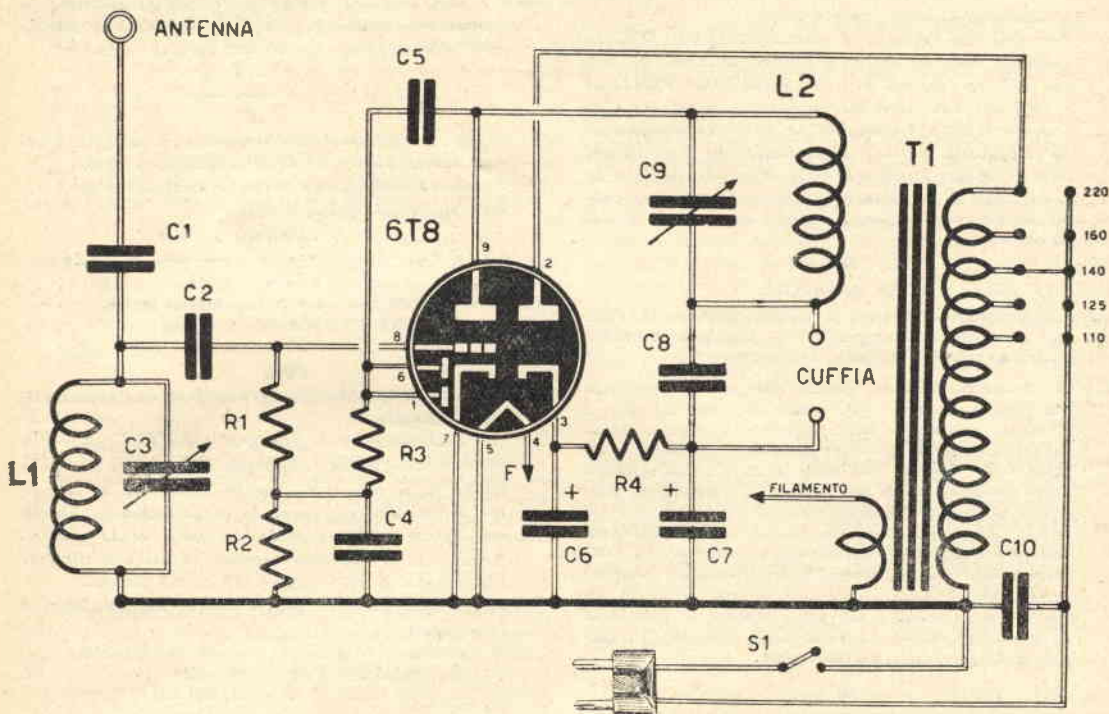 ANTENNA
C5
L2
T1
C1
C9
220
6T8
9
2
160
140
C2
125
8
C8
110
6
CUFFIA
1
R1
3
L1
C3
7
5
4
R3
F
R4
FILAMENTO
+
+
R2
C4
C6
C7
C10
S1